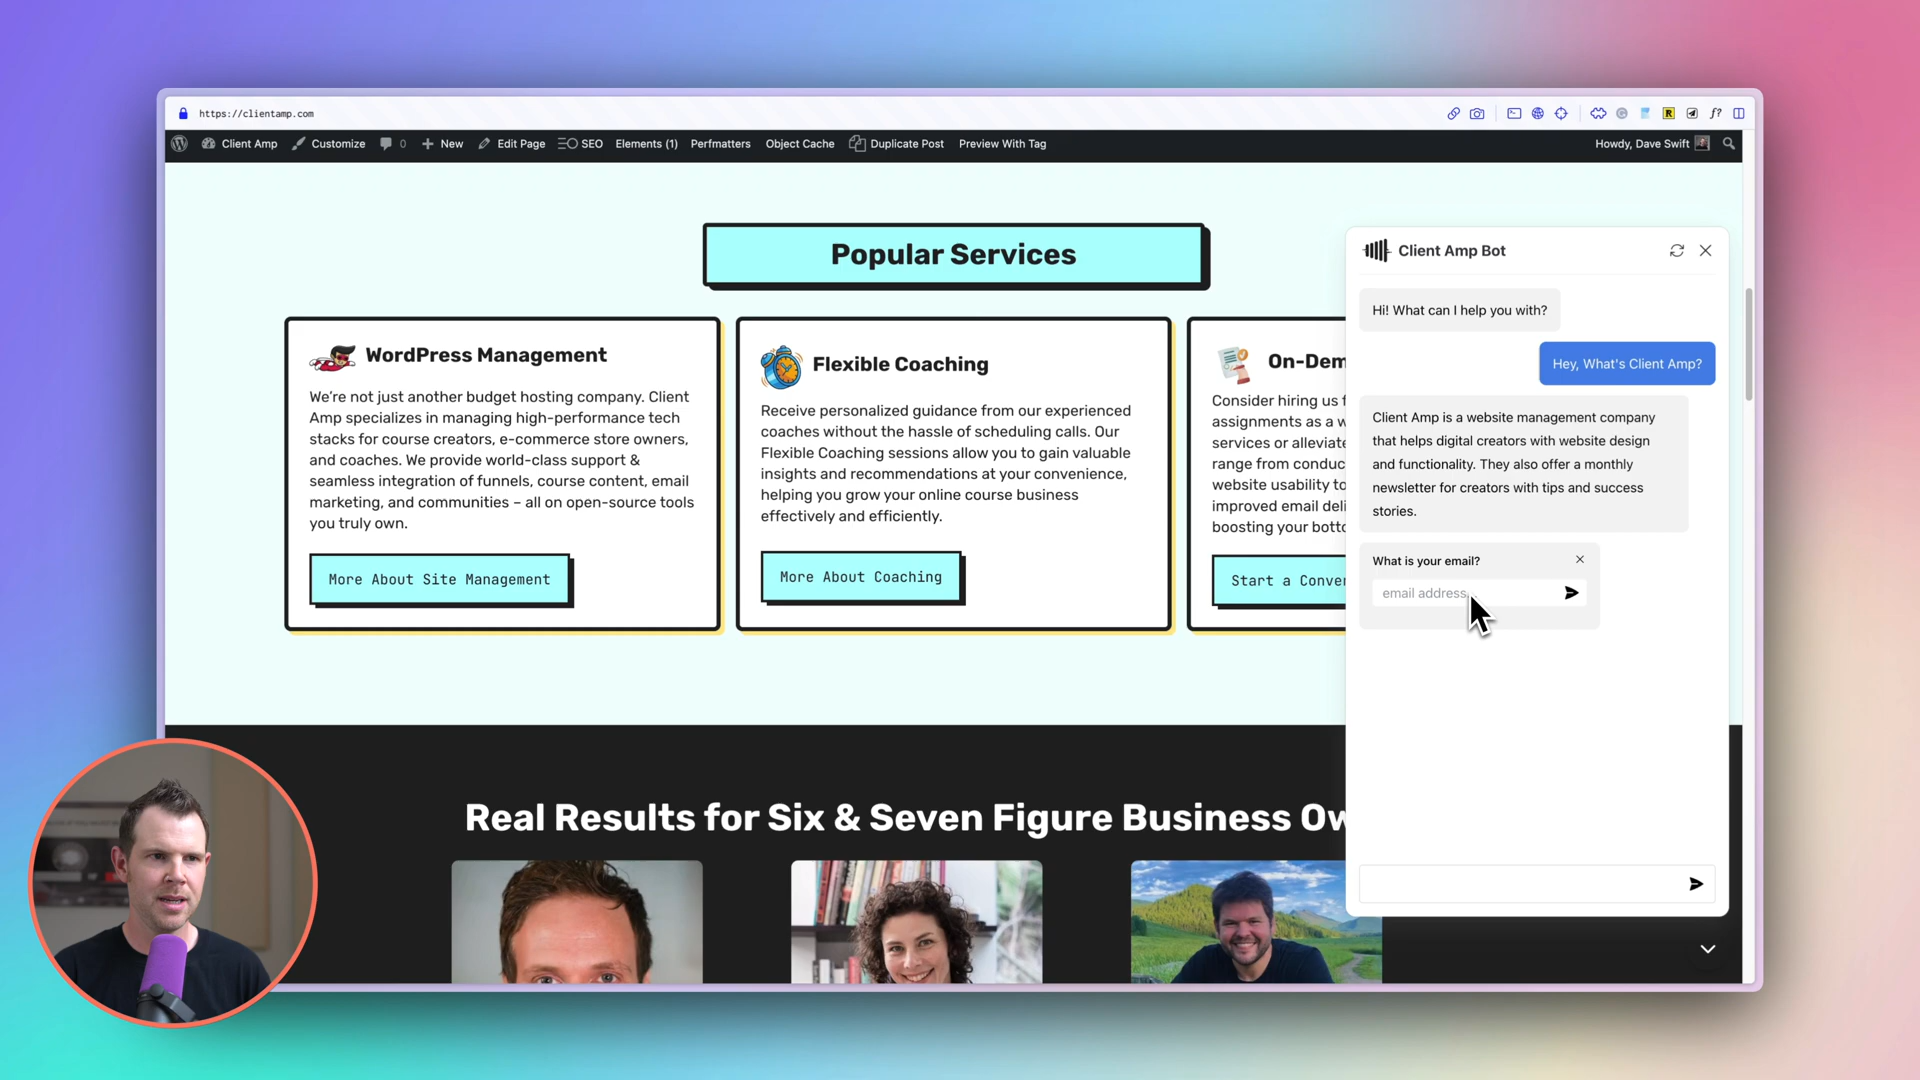 https://clientamp.com
f?
R
Client Amp
Customize
0
New
Edit Page
SEO
Elements (1)
Perfmatters
Object Cache
Duplicate Post
Preview With Tag
Howdy, Dave Swift
Popular Services
WordPress Management
We're not just another budget hosting company. Client
Amp specializes in managing high-performance tech
stacks for course creators, e-commerce store owners,
and coaches. We provide world-class support &
seamless integration of funnels, course content, email
marketing, and communities – all on open-source tools
you truly own.
More About Site Management
Flexible Coaching
Receive personalized guidance from our experienced
coaches without the hassle of scheduling calls. Our
Flexible Coaching sessions allow you to gain valuable
insights and recommendations at your convenience,
helping you grow your online course business
effectively and efficiently.
More About Coaching
On-Dem
Consider hiring us f
assignments as a w
services or alleviate
range from conduc
website usability to
improved email deli
boosting your bott
Start a Conver
Client Amp Bot
Hi! What can I help you with?
Hey, What's Client Amp?
Client Amp is a website management company
that helps digital creators with website design
and functionality. They also offer a monthly
newsletter for creators with tips and success
stories.
What is your email?
email address
Real Results for Six & Seven Figure Business Ow